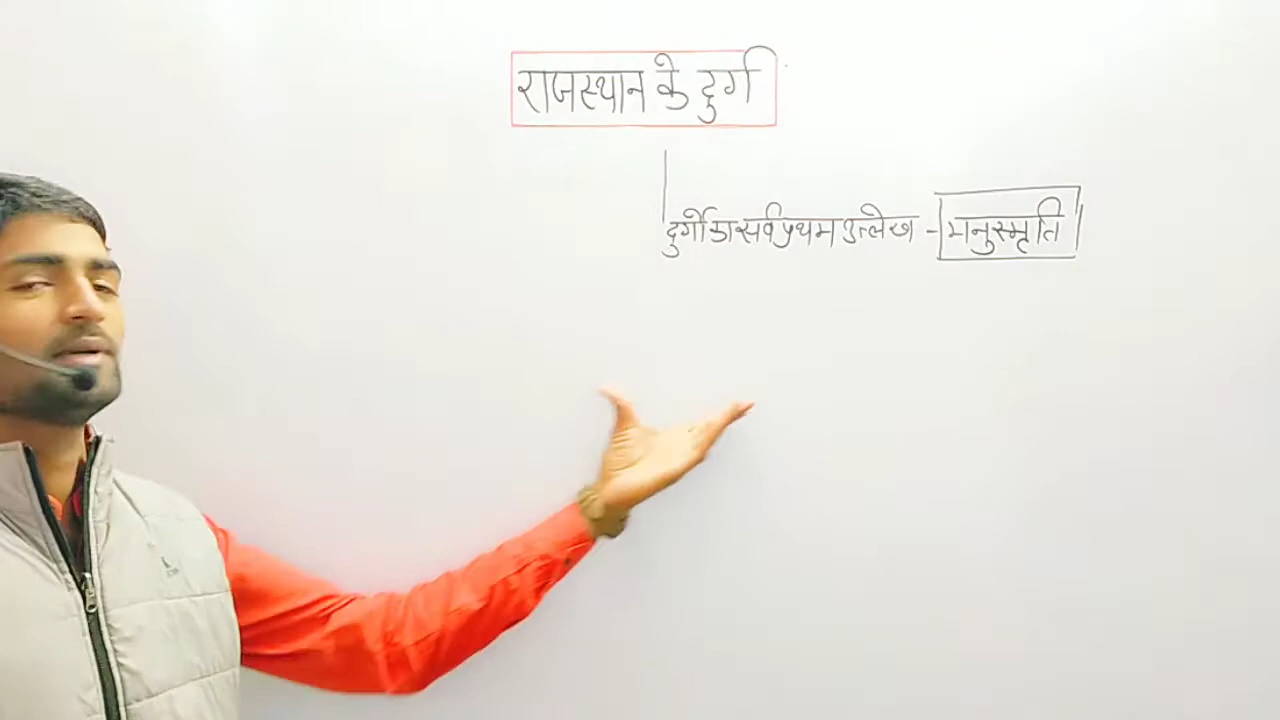 राजस्थान के दुर्ग
दुर्गो का सर्वप्रथम उल्लेख - मनुस्मृति